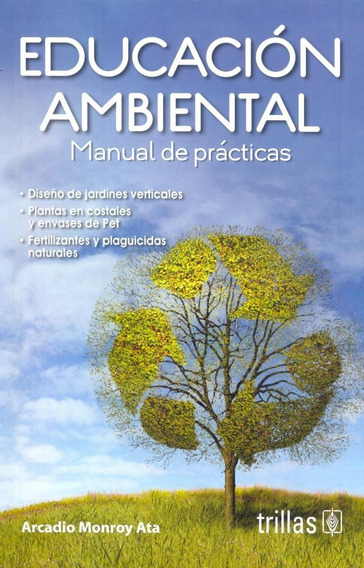 EDUCACIÓN
AMBIENTAL
Manual de prácticas
• Diseño de jardines verticales
• Plantas en costales
y envases de Pet
• Fertilizantes y plaguicidas
naturales
Arcadio Monroy Ata
trillas